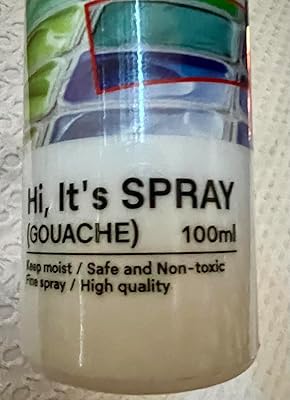 Hi, It's SPRAY
(GOUACHE) 100ml
Keep moist / Safe and Non-toxic
Fine spray / High quality